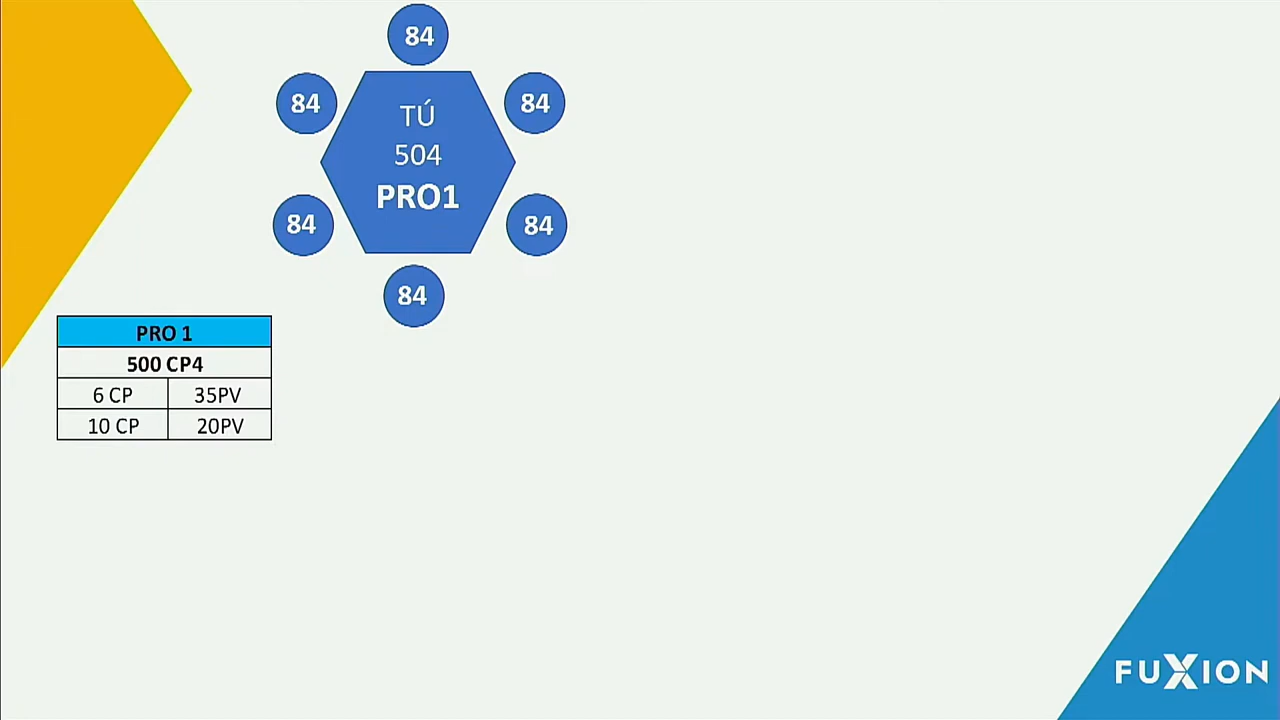 84
84
84
TÚ
504
PRO1
84
84
84
PRO 1
500 CP4
6 CP 35PV
10 CP 20PV
FUXION